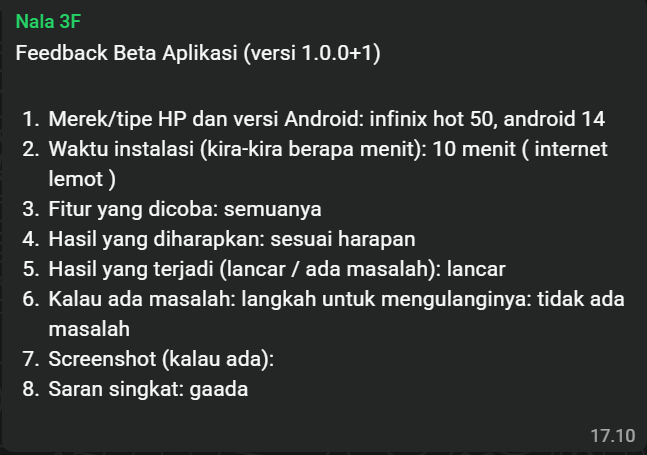 Nala 3F
Feedback Beta Aplikasi (versi 1.0.0+1)
1. Merek/tipe HP dan versi Android: infinix hot 50, android 14
2. Waktu instalasi (kira-kira berapa menit): 10 menit ( internet
lemot )
3. Fitur yang dicoba: semuanya
4. Hasil yang diharapkan: sesuai harapan
5. Hasil yang terjadi (lancar / ada masalah): lancar
6. Kalau ada masalah: langkah untuk mengulanginya: tidak ada
masalah
7. Screenshot (kalau ada):
8. Saran singkat: gaada
17.10